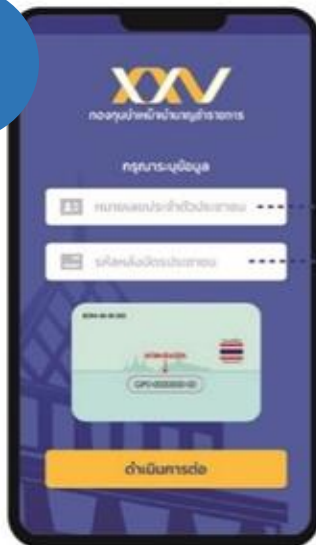 XXV
กองทุนบำเหน็จบำนาญข้าราชการ
กรุณาระบุข้อมูล
หมายเลขประจำตัวประชาชน
รหัสหลังบัตรประชาชน
ดำเนินการต่อ